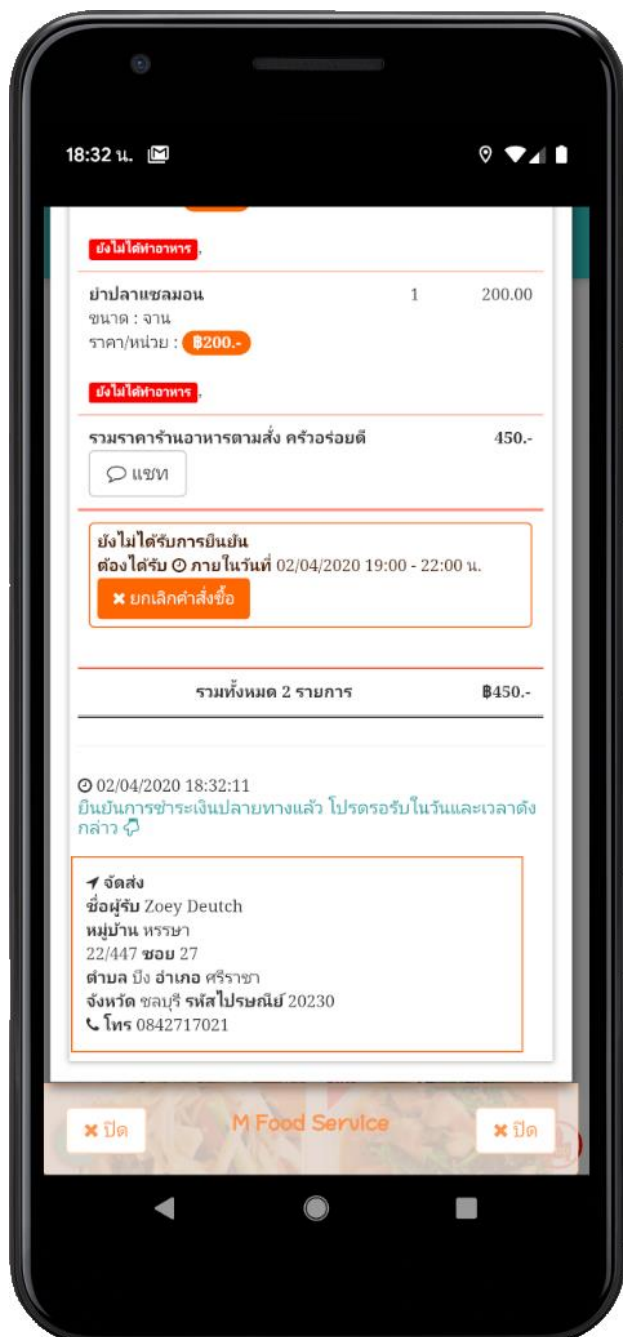 18:32 น.
ยังไม่ได้ทำอาหาร,
ยำปลาแซลมอน 1 200.00
ขนาด : จาน
ราคา/หน่วย : ฿200.-
ยังไม่ได้ทำอาหาร,
รวมราคาร้านอาหารตามสั่ง ครัวอร่อยดี 450.-
แชท
ยังไม่ได้รับการยืนยัน
ต้องได้รับ ภายในวันที่ 02/04/2020 19:00 - 22:00 น.
ยกเลิกคำสั่งซื้อ
รวมทั้งหมด 2 รายการ ฿450.-
02/04/2020 18:32:11
ยืนยันการชำระเงินปลายทางแล้ว โปรดรอรับในวันและเวลาดัง
กล่าว
จัดส่ง
ชื่อผู้รับ Zoey Deutch
หมู่บ้าน หรรษา
22/447 ซอย 27
ตำบล บึง อำเภอ ศรีราชา
จังหวัด ชลบุรี รหัสไปรษณีย์ 20230
โทร 0842717021
ปิด M Food Service ปิด